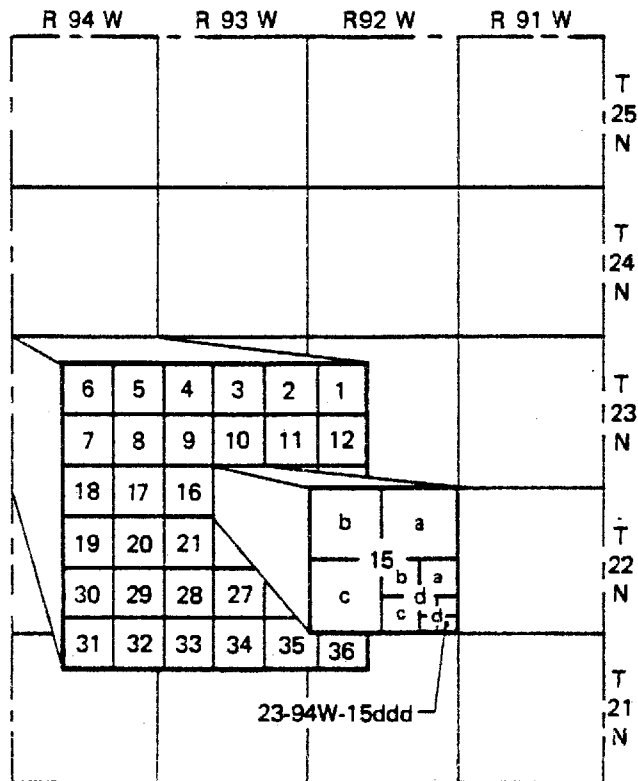 R 94 W R 93 W R92 W R 91 W
T
25
N
T
24
N
T
23
N
6 5 4 3 2 1
7 8 9 10 11 12
18 17 16
19 20 21
30 29 28 27
31 32 33 34 35 36
b a
15
b a
c d
c d
T
22
N
23-94W-15ddd
T
21
N